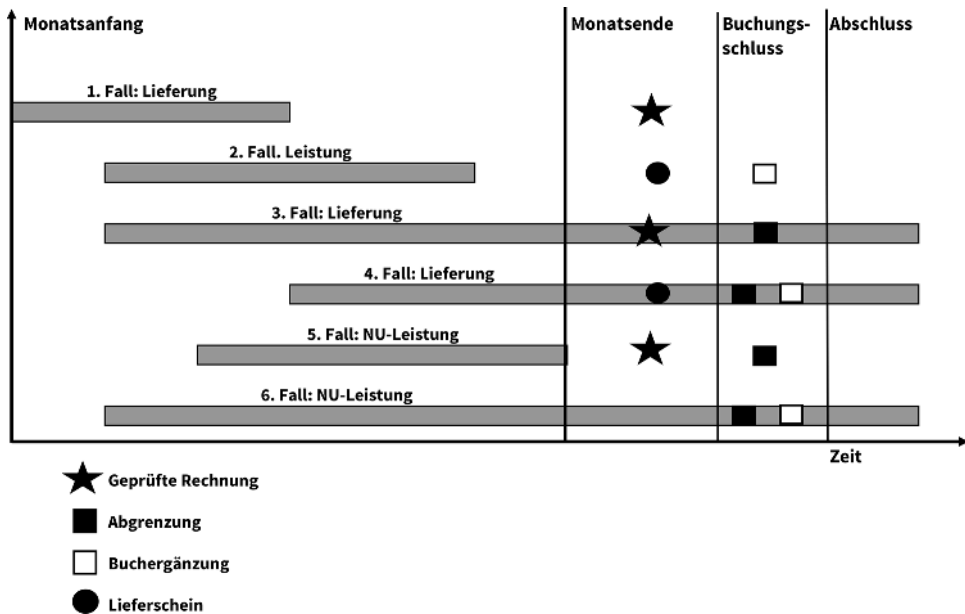 Monatsanfang
Monatsende
Buchungs-
schluss
Abschluss
1. Fall: Lieferung
2. Fall. Leistung
3. Fall: Lieferung
4. Fall: Lieferung
5. Fall: NU-Leistung
6. Fall: NU-Leistung
Zeit
Geprüfte Rechnung
Abgrenzung
Buchergänzung
Lieferschein